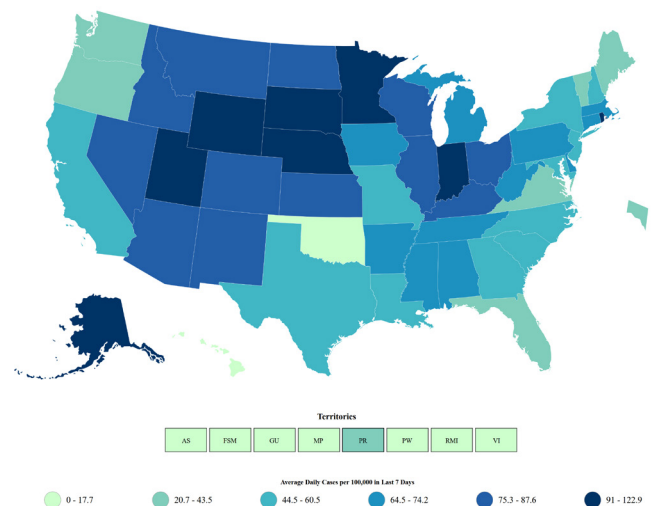 Territories
AS FSM GU MP PR PW RMI VI
Average Daily Cases per 100,000 in Last 7 Days
0 - 17.7 20.7 - 43.5 44.5 - 60.5 64.5 - 74.2 75.3 - 87.6 91 - 122.9